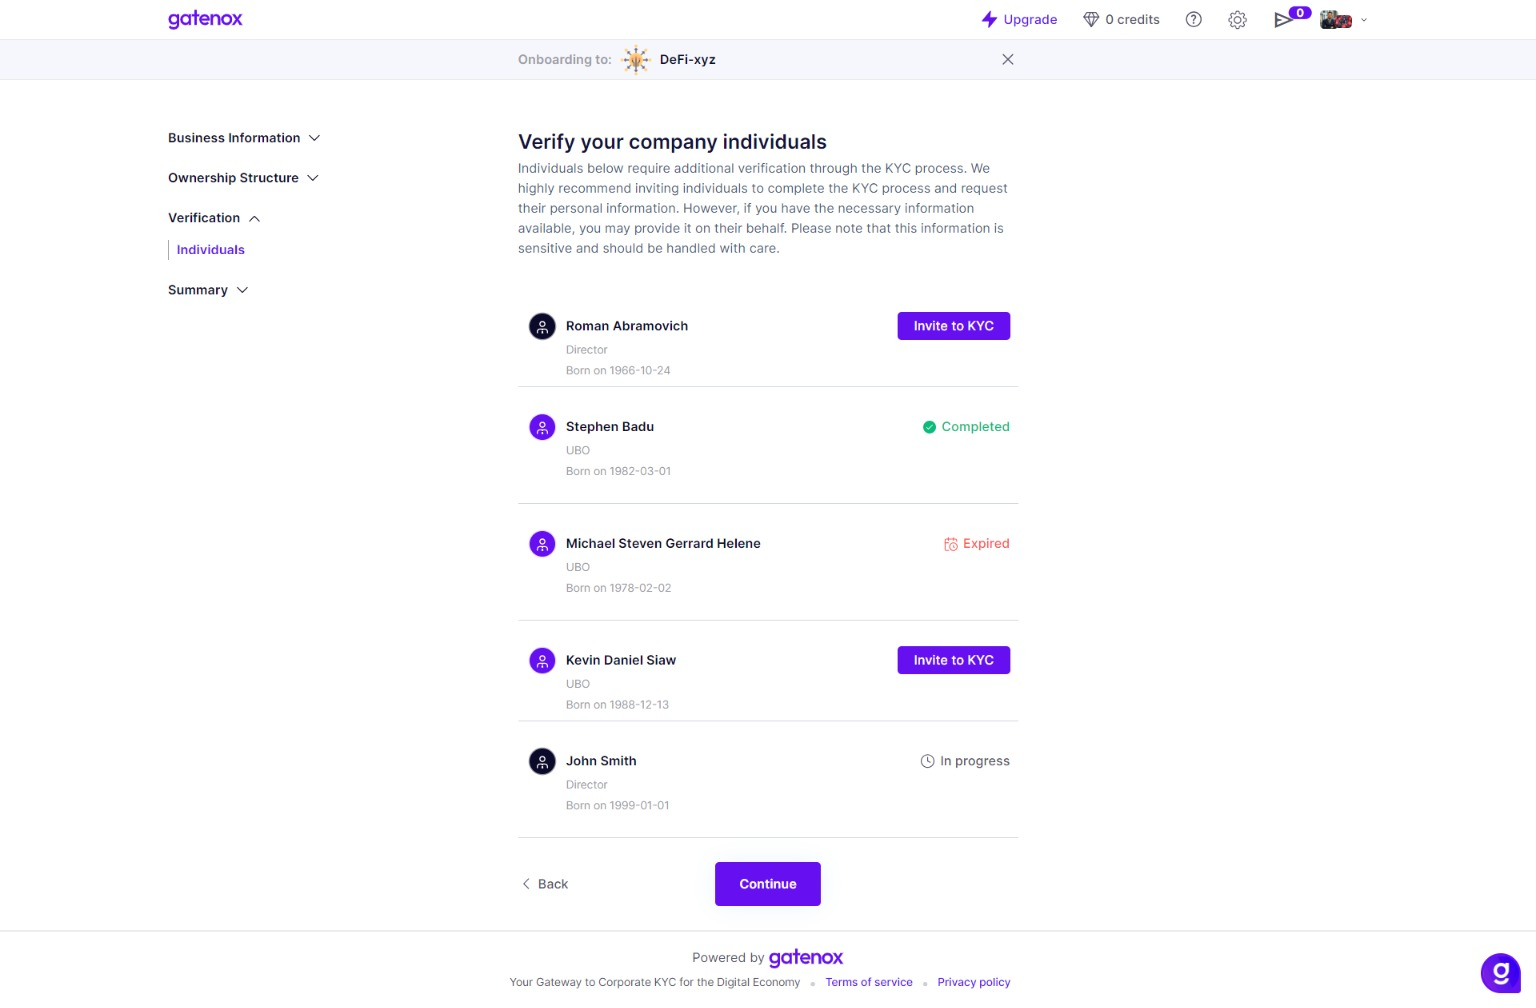 gatenox
Upgrade
0 credits
0
Onboarding to:
DeFi-xyz
Business Information
Ownership Structure
Verification
Individuals
Summary
Verify your company individuals
Individuals below require additional verification through the KYC process. We
highly recommend inviting individuals to complete the KYC process and request
their personal information. However, if you have the necessary information
available, you may provide it on their behalf. Please note that this information is
sensitive and should be handled with care.
Roman Abramovich
Invite to KYC
Director
Born on 1966-10-24
Stephen Badu
Completed
UBO
Born on 1982-03-01
Michael Steven Gerrard Helene
Expired
UBO
Born on 1978-02-02
Kevin Daniel Siaw
Invite to KYC
UBO
Born on 1988-12-13
John Smith
In progress
Director
Born on 1999-01-01
Back
Continue
Powered by gatenox
Your Gateway to Corporate KYC for the Digital Economy • Terms of service • Privacy policy
g